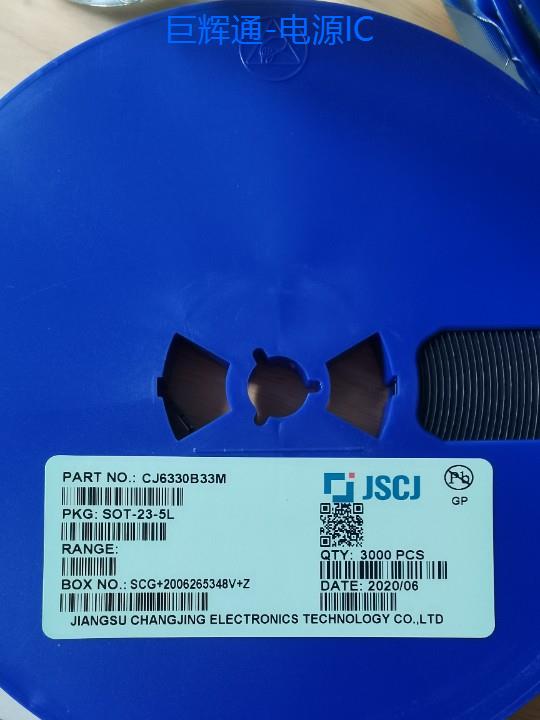 巨辉通-电源IC
PART NO.: CJ6330B33M
PKG: SOT-23-5L
RANGE:
BOX NO.: SCG+2006265348V+Z
JSCJ
Pb
GP
QTY: 3000 PCS
DATE: 2020/06
JIANGSU CHANGJING ELECTRONICS TECHNOLOGY CO.,LTD